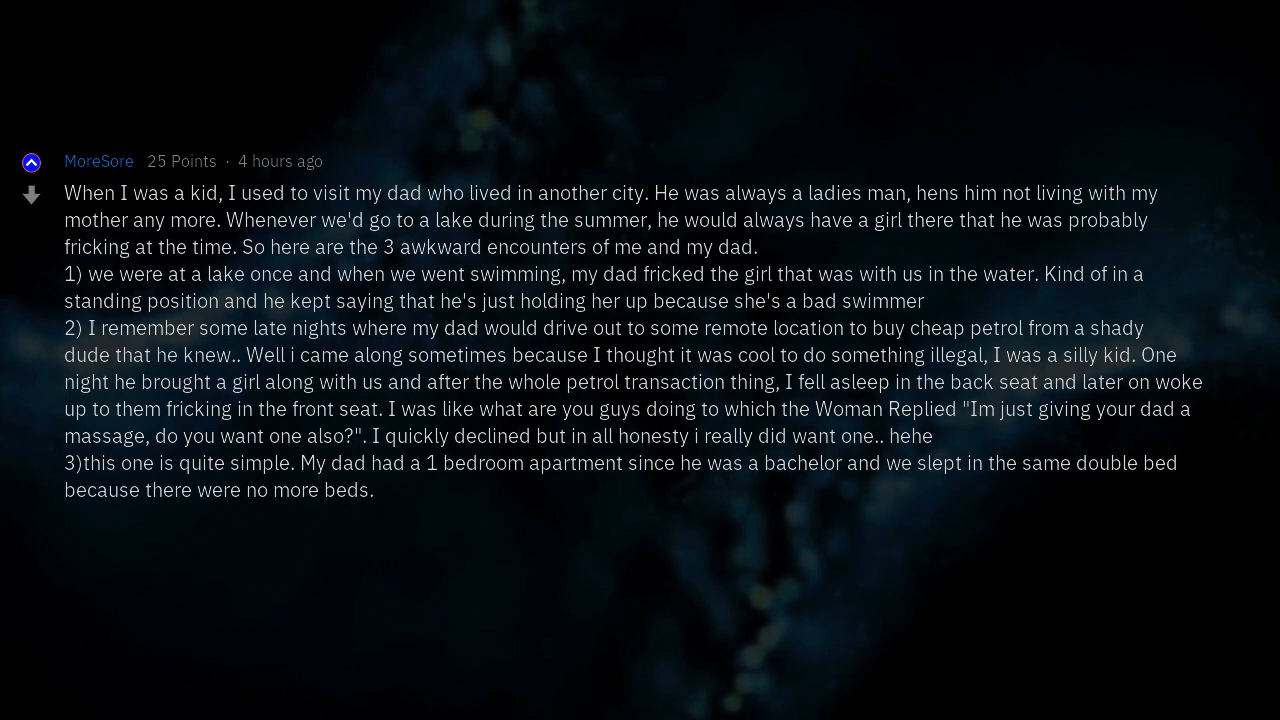 MoreSore 25 Points · 4 hours ago
When I was a kid, I used to visit my dad who lived in another city. He was always a ladies man, hens him not living with my
mother any more. Whenever we'd go to a lake during the summer, he would always have a girl there that he was probably
fricking at the time. So here are the 3 awkward encounters of me and my dad.
1) we were at a lake once and when we went swimming, my dad fricked the girl that was with us in the water. Kind of in a
standing position and he kept saying that he's just holding her up because she's a bad swimmer
2) I remember some late nights where my dad would drive out to some remote location to buy cheap petrol from a shady
dude that he knew.. Well i came along sometimes because I thought it was cool to do something illegal, I was a silly kid. One
night he brought a girl along with us and after the whole petrol transaction thing, I fell asleep in the back seat and later on woke
up to them fricking in the front seat. I was like what are you guys doing to which the Woman Replied "Im just giving your dad a
massage, do you want one also?". I quickly declined but in all honesty i really did want one.. hehe
3)this one is quite simple. My dad had a 1 bedroom apartment since he was a bachelor and we slept in the same double bed
because there were no more beds.